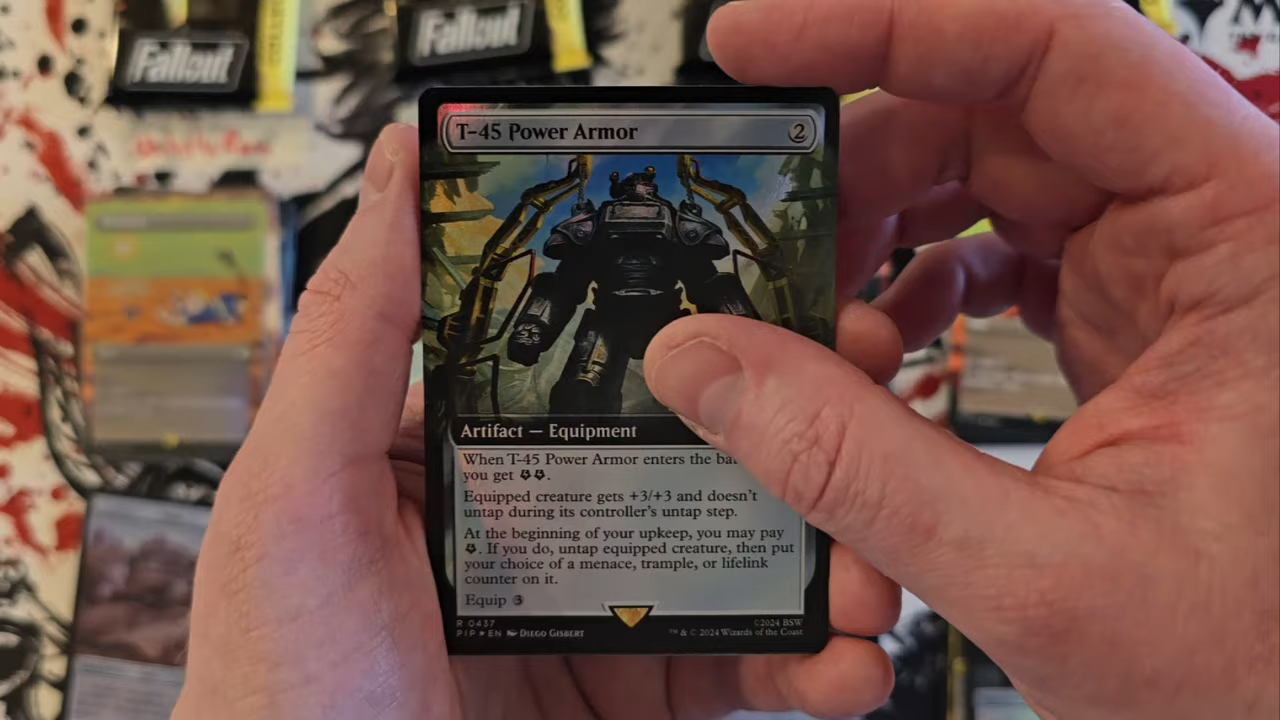 Fallout
Fallout
T-45 Power Armor 2
Artifact — Equipment
When T-45 Power Armor enters the
you get
Equipped creature gets +3/+3 and doesn't
untap during its controller's untap step.
At the beginning of your upkeep, you may pay
. If you do, untap equipped creature, then put
your choice of a menace, trample, or lifelink
counter on it.
Equip 3
R 0437
PIP ★ EN Diego Gisbert
©2024 BSW
™ & © 2024 Wizards of the Coast